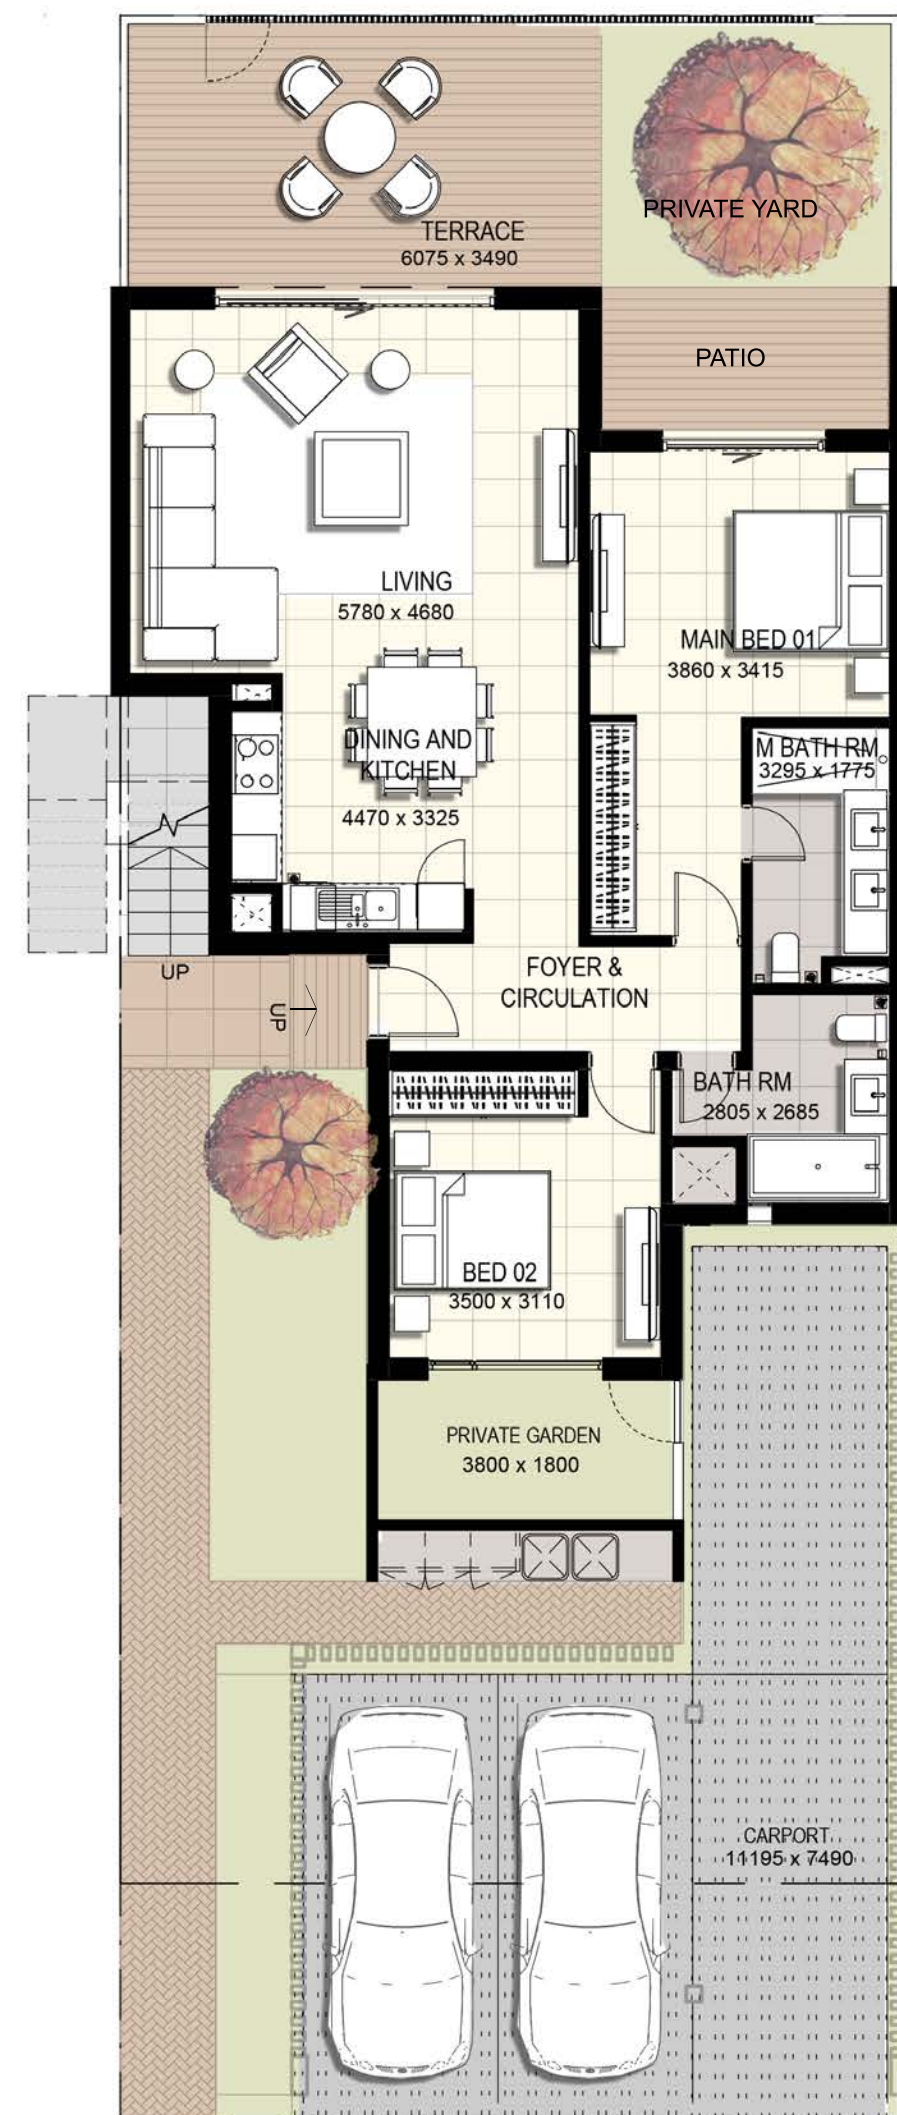 TERRACE
6075 x 3490
PRIVATE YARD
PATIO
LIVING
5780 x 4680
MAIN BED 01
3860 x 3415
DINING AND
KITCHEN
4470 x 3325
M BATH RM
3295 x 1775
UP
UP
FOYER &
CIRCULATION
BATH RM
2805 x 2685
BED 02
3500 x 3110
PRIVATE GARDEN
3800 x 1800
CARPORT
11195 x 7490